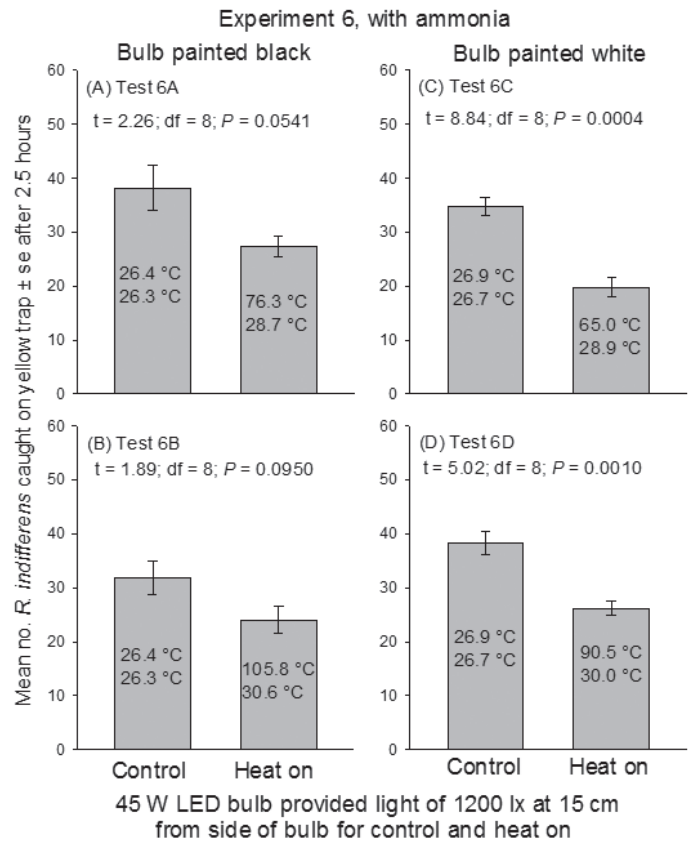 Experiment 6, with ammonia
Bulb painted black
Bulb painted white
Mean no. R. indifferens caught on yellow trap ± se after 2.5 hours
60
50
40
30
20
10
0
(A) Test 6A
t = 2.26; df = 8; P = 0.0541
26.4 °C
26.3 °C
76.3 °C
28.7 °C
60
50
40
30
20
10
0
(C) Test 6C
t = 8.84; df = 8; P = 0.0004
26.9 °C
26.7 °C
65.0 °C
28.9 °C
60
50
40
30
20
10
0
(B) Test 6B
t = 1.89; df = 8; P = 0.0950
26.4 °C
26.3 °C
105.8 °C
30.6 °C
Control
Heat on
60
50
40
30
20
10
0
(D) Test 6D
t = 5.02; df = 8; P = 0.0010
26.9 °C
26.7 °C
90.5 °C
30.0 °C
Control
Heat on
45 W LED bulb provided light of 1200 lx at 15 cm
from side of bulb for control and heat on